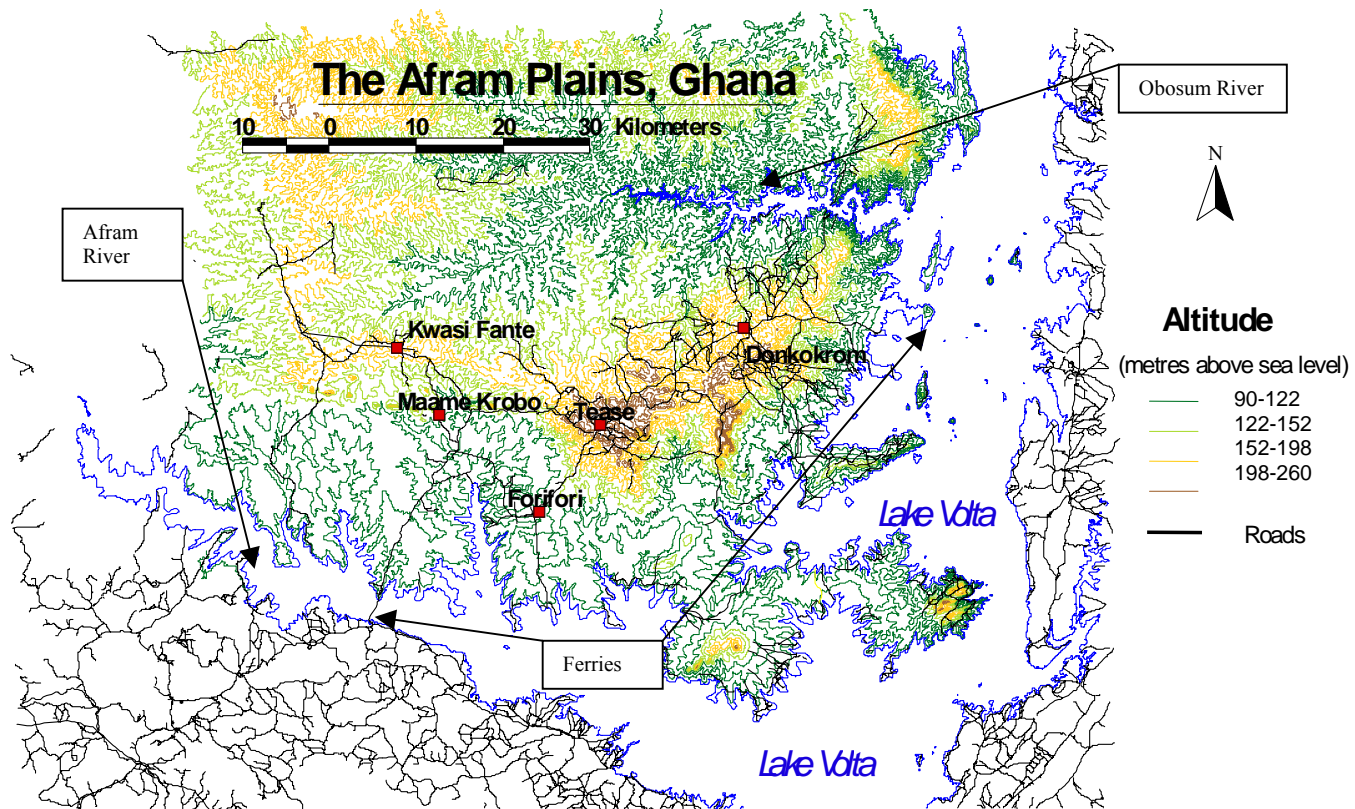 The Afram Plains, Ghana
10 0 10 20 30 Kilometers
Obosum River
N
Afram
River
Kwasi Fante
Donkokrom
Maame Krobo
Tease
Forifori
Altitude
(metres above sea level)
90-122
122-152
152-198
198-260
Roads
Lake Volta
Ferries
Lake Volta